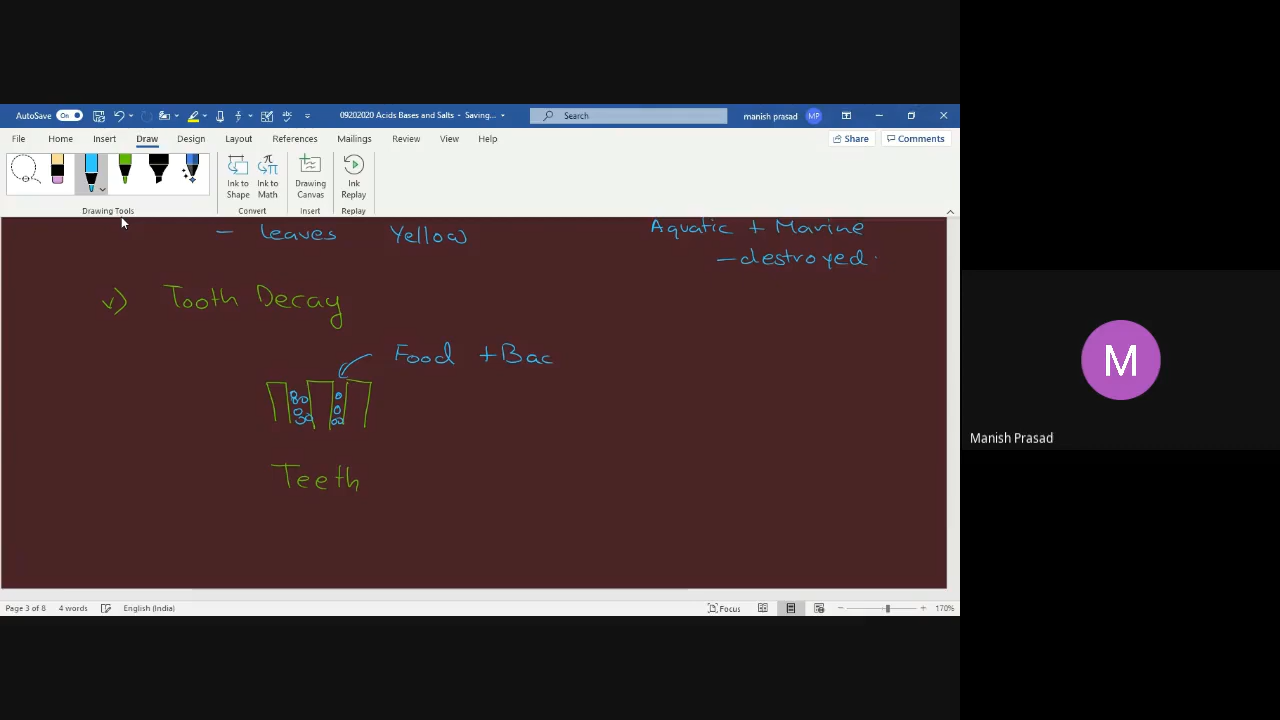 AutoSave On 09202020 Acids Bases and Salts - Saving... Search manish prasad MP
File Home Insert Draw Design Layout References Mailings Review View Help Share Comments
Ink to Shape Ink to Math Drawing Canvas Ink Replay
Drawing Tools Convert Insert Replay
- leaves Yellow Aquatic + Marine
- destroyed.
v) Tooth Decay
Food + Bac
Teeth
M
Manish Prasad
Page 3 of 8 4 words English (India) Focus 170%